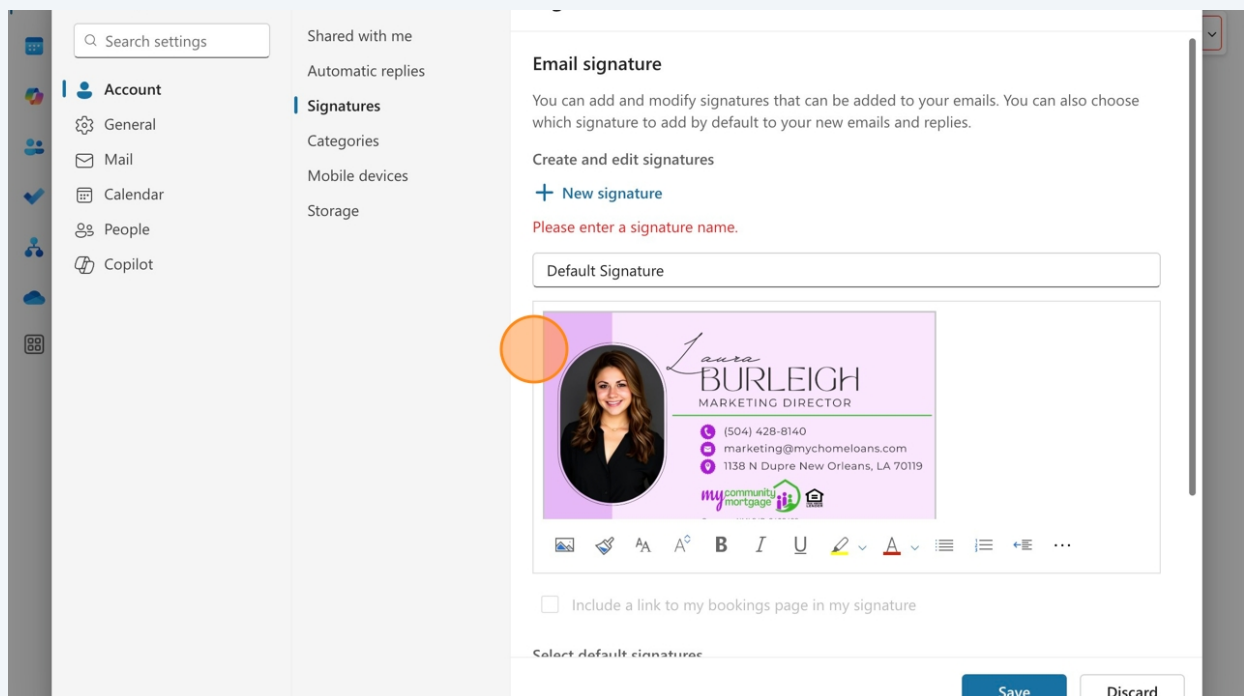 Search settings
Account
General
Mail
Calendar
People
Copilot
Shared with me
Automatic replies
Signatures
Categories
Mobile devices
Storage
Email signature
You can add and modify signatures that can be added to your emails. You can also choose
which signature to add by default to your new emails and replies.
Create and edit signatures
New signature
Please enter a signature name.
Default Signature
Laura
BURLEIGH
MARKETING DIRECTOR
(504) 428-8140
marketing@mychomeloans.com
1138 N Dupre New Orleans, LA 70119
my community
mortgage
Include a link to my bookings page in my signature
Select default signatures
Save
Discard